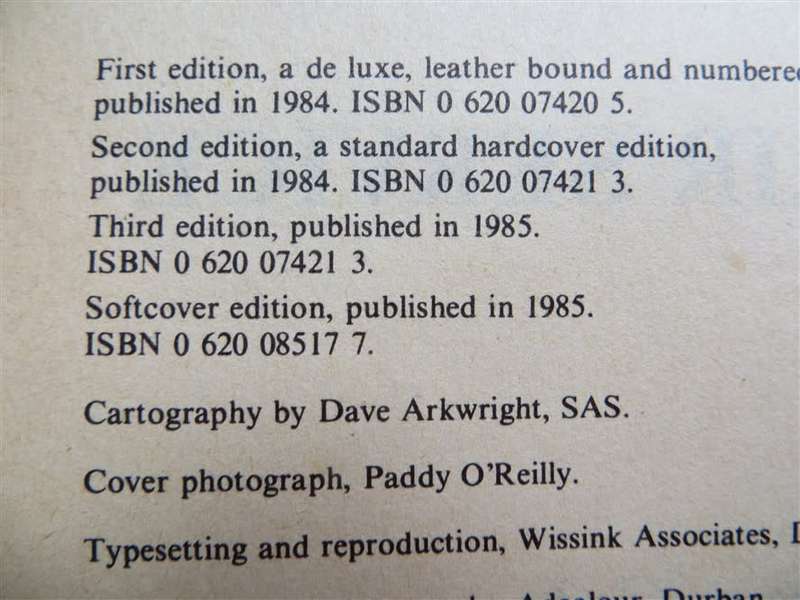 First edition, a de luxe, leather bound and numbered
published in 1984. ISBN 0 620 07420 5.
Second edition, a standard hardcover edition,
published in 1984. ISBN 0 620 07421 3.
Third edition, published in 1985.
ISBN 0 620 07421 3.
Softcover edition, published in 1985.
ISBN 0 620 08517 7.
Cartography by Dave Arkwright, SAS.
Cover photograph, Paddy O'Reilly.
Typesetting and reproduction, Wissink Associates,
Durban